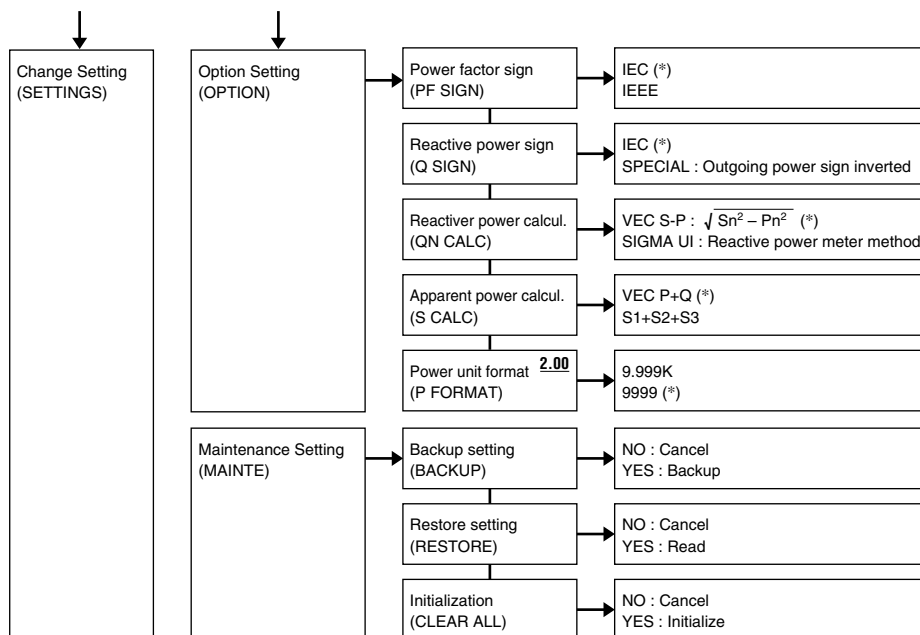 Change Setting
(SETTINGS)
Option Setting
(OPTION)
Power factor sign
(PF SIGN)
IEC (*)
IEEE
Reactive power sign
(Q SIGN)
IEC (*)
SPECIAL : Outgoing power sign inverted
Reactiver power calcul.
(QN CALC)
VEC S-P : √Sn² – Pn² (*)
SIGMA UI : Reactive power meter method
Apparent power calcul.
(S CALC)
VEC P+Q (*)
S1+S2+S3
Power unit format 2.00
(P FORMAT)
9.999K
9999 (*)
Maintenance Setting
(MAINTE)
Backup setting
(BACKUP)
NO : Cancel
YES : Backup
Restore setting
(RESTORE)
NO : Cancel
YES : Read
Initialization
(CLEAR ALL)
NO : Cancel
YES : Initialize